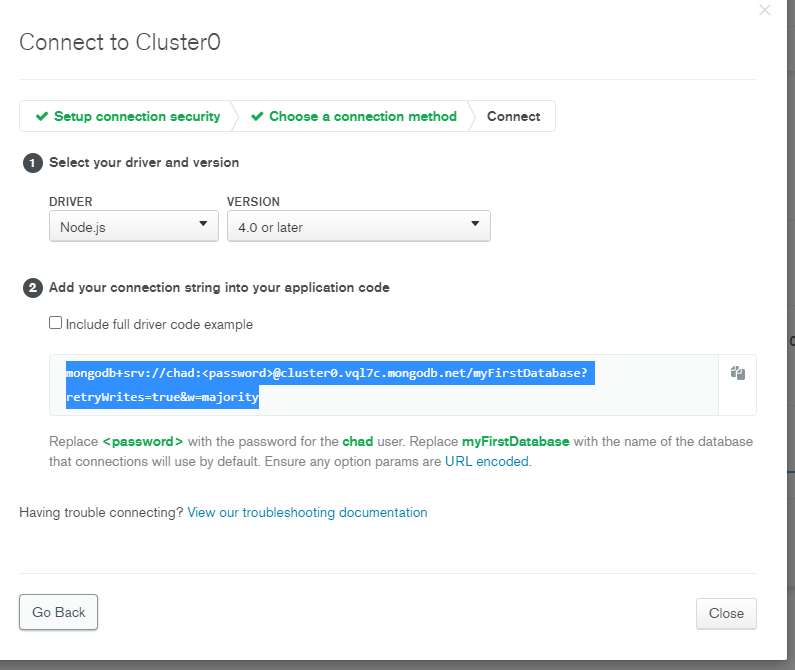 Connect to Cluster0
Setup connection security
Choose a connection method
Connect
1 Select your driver and version
DRIVER
VERSION
Node.js
4.0 or later
2 Add your connection string into your application code
Include full driver code example
mongodb+srv://chad:<password>@cluster0.vql7c.mongodb.net/myFirstDatabase?
retryWrites=true&w=majority
Replace <password> with the password for the chad user. Replace myFirstDatabase with the name of the database
that connections will use by default. Ensure any option params are URL encoded.
Having trouble connecting? View our troubleshooting documentation
Go Back
Close